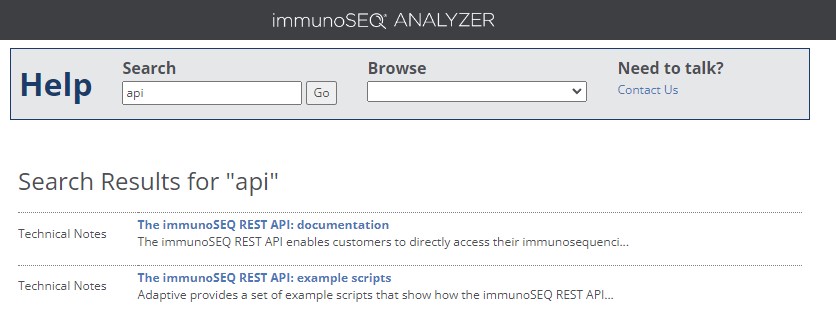 immunoSEQ® ANALYZER
Help
Search
api
Go
Browse
Need to talk?
Contact Us
Search Results for "api"
Technical Notes
The immunoSEQ REST API: documentation
The immunoSEQ REST API enables customers to directly access their immunosequenci...
Technical Notes
The immunoSEQ REST API: example scripts
Adaptive provides a set of example scripts that show how the immunoSEQ REST API...